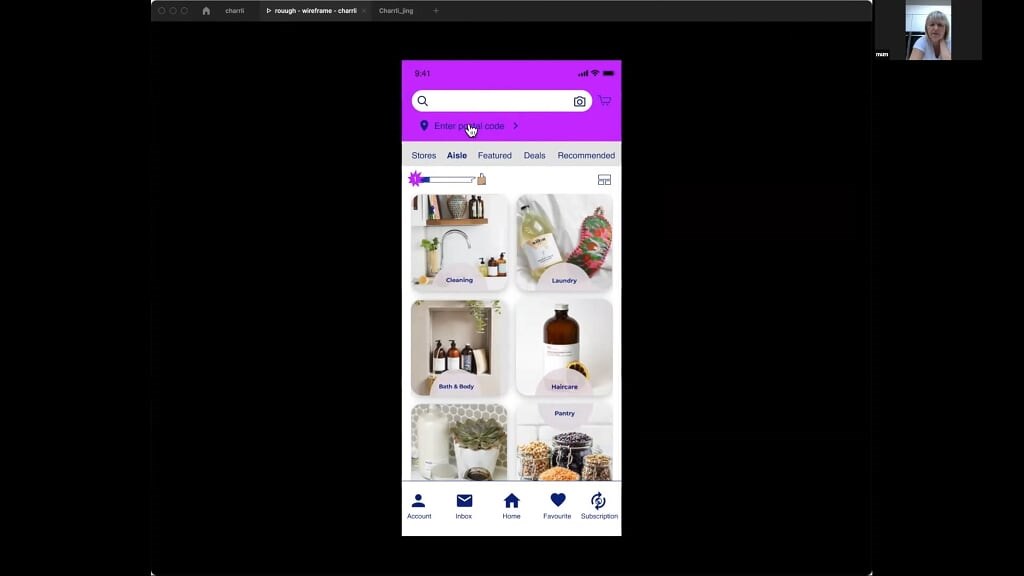 charrli
rouugh - wireframe - charrli
Charrli_jing
9:41
Enter postal code
Stores Aisle Featured Deals Recommended
Cleaning
Laundry
Bath & Body
Haircare
Pantry
Account Inbox Home Favourite Subscription